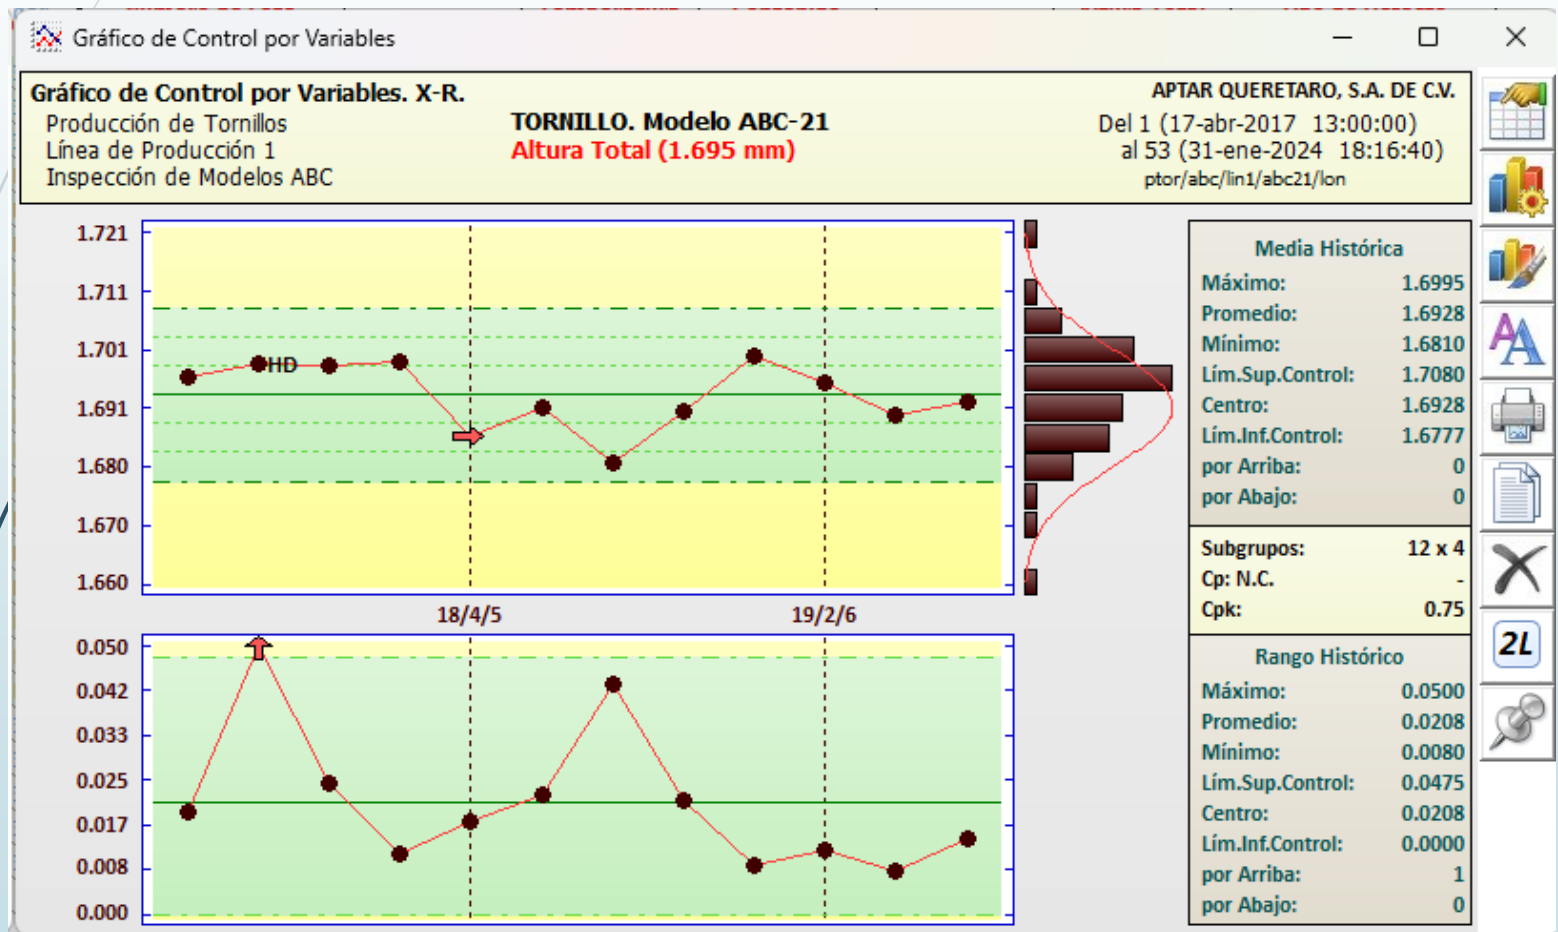 Gráfico de Control por Variables
Gráfico de Control por Variables. X-R.
Producción de Tornillos
Línea de Producción 1
Inspección de Modelos ABC
TORNILLO. Modelo ABC-21
Altura Total (1.695 mm)
APTAR QUERETARO, S.A. DE C.V.
Del 1 (17-abr-2017 13:00:00)
al 53 (31-ene-2024 18:16:40)
ptor/abc/lin1/abc21/lon
1.721
1.711
1.701
1.691
1.680
1.670
1.660
HD
18/4/5 19/2/6
0.050
0.042
0.033
0.025
0.017
0.008
0.000
Media Histórica
Máximo: 1.6995
Promedio: 1.6928
Mínimo: 1.6810
Lím.Sup.Control: 1.7080
Centro: 1.6928
Lím.Inf.Control: 1.6777
por Arriba: 0
por Abajo: 0
Subgrupos: 12 x 4
Cp: N.C. -
Cpk: 0.75
Rango Histórico
Máximo: 0.0500
Promedio: 0.0208
Mínimo: 0.0080
Lím.Sup.Control: 0.0475
Centro: 0.0208
Lím.Inf.Control: 0.0000
por Arriba: 1
por Abajo: 0
AA
2L